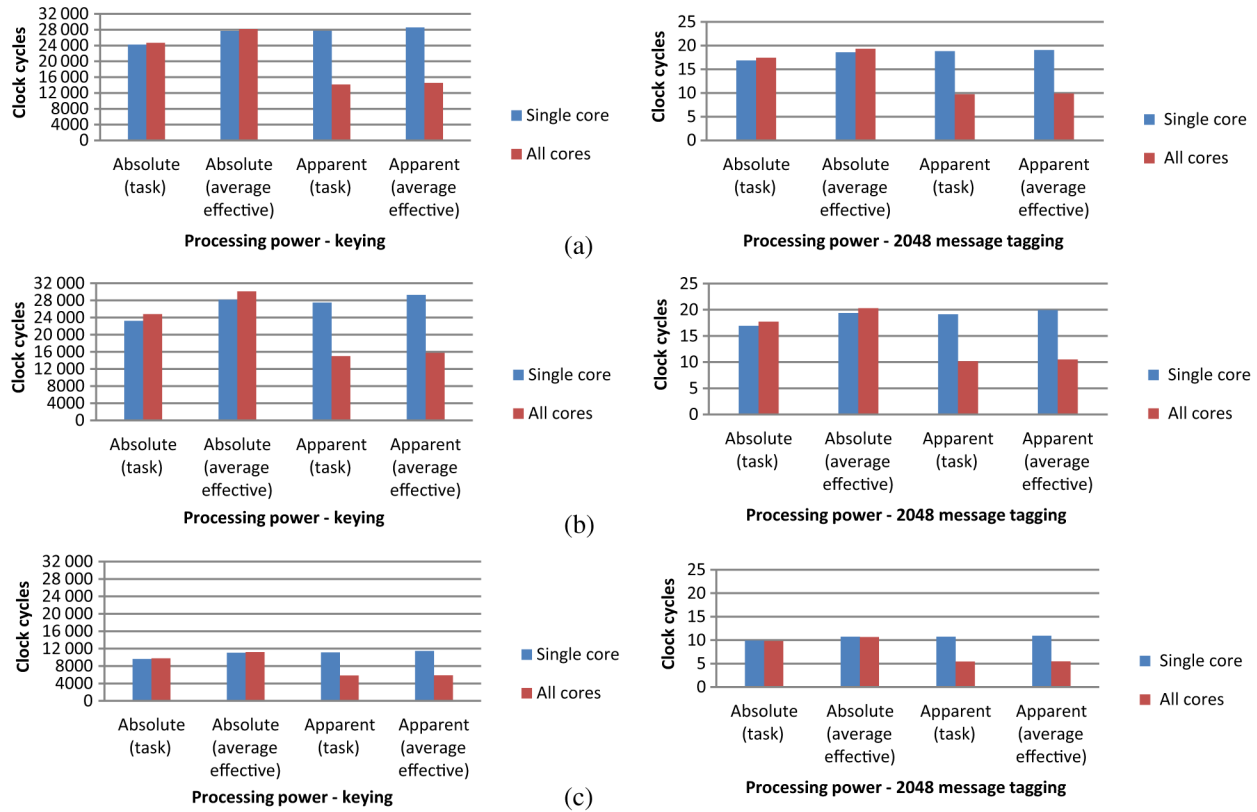 32 000
28 000
24 000
20 000
16 000
12 000
8000
4000
0
Clock cycles
Absolute (task)
Absolute (average effective)
Apparent (task)
Apparent (average effective)
Processing power - keying
Single core
All cores
25
20
15
10
5
0
Clock cycles
Absolute (task)
Absolute (average effective)
Apparent (task)
Apparent (average effective)
Processing power - 2048 message tagging
Single core
All cores
(a)
32 000
28 000
24 000
20 000
16 000
12 000
8000
4000
0
Clock cycles
Absolute (task)
Absolute (average effective)
Apparent (task)
Apparent (average effective)
Processing power - keying
Single core
All cores
25
20
15
10
5
0
Clock cycles
Absolute (task)
Absolute (average effective)
Apparent (task)
Apparent (average effective)
Processing power - 2048 message tagging
Single core
All cores
(b)
32 000
28 000
24 000
20 000
16 000
12 000
8000
4000
0
Clock cycles
Absolute (task)
Absolute (average effective)
Apparent (task)
Apparent (average effective)
Processing power - keying
Single core
All cores
25
20
15
10
5
0
Clock cycles
Absolute (task)
Absolute (average effective)
Apparent (task)
Apparent (average effective)
Processing power - 2048 message tagging
Single core
All cores
(c)